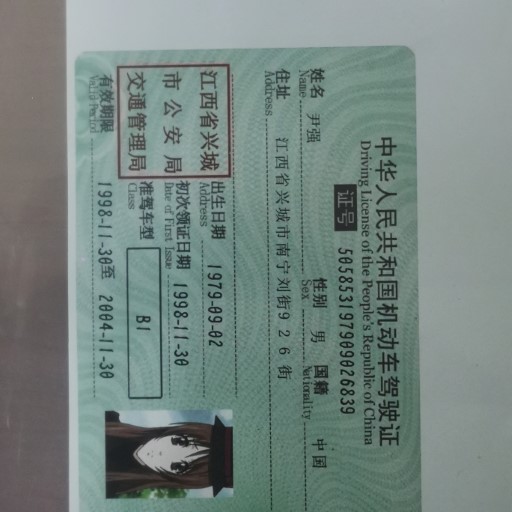 中华人民共和国机动车驾驶证
Driving License of the People's Republic of China
证号 505853197909026839
姓名 尹强 性别 男 国籍 中国
Name Sex Nationality
住址 江西省兴城市南宁刘街926街
Address
出生日期 1979-09-02
Address
初次领证日期 1998-11-30
Date of First Issue
准驾车型 B1
Class
江西省兴城
市公安局
交通管理局
有效期限 1998-11-30至 2004-11-30
Valid Period